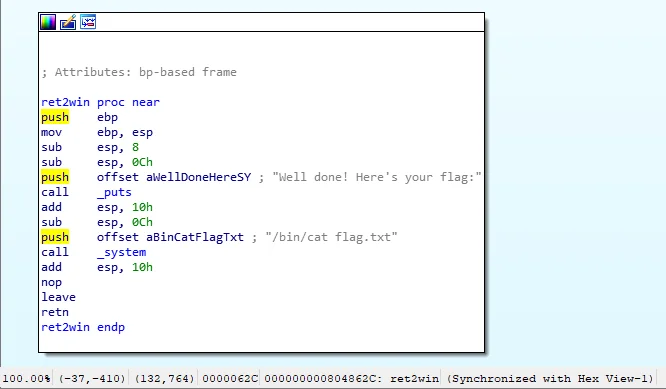 ; Attributes: bp-based frame
ret2win proc near
push ebp
mov ebp, esp
sub esp, 8
sub esp, 0Ch
push offset aWellDoneHereSY ; "Well done! Here's your flag:"
call _puts
add esp, 10h
sub esp, 0Ch
push offset aBinCatFlagTxt ; "/bin/cat flag.txt"
call _system
add esp, 10h
nop
leave
retn
ret2win endp
100.00% (-37,-410) (132,764) 0000062C 000000000804862C: ret2win (Synchronized with Hex View-1)